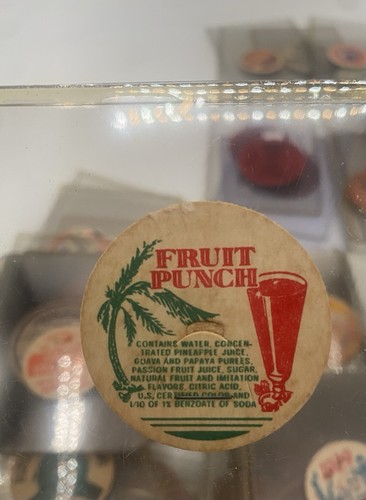 FRUIT
PUNCH
CONTAINS WATER, CONCEN-
TRATED PINEAPPLE JUICE,
GUAVA AND PAPAYA PUREES,
PASSION FRUIT JUICE, SUGAR,
NATURAL FRUIT AND IMITATION
FLAVORS, CITRIC ACID,
U.S. CERTIFIED COLOR AND
1/10 OF 1% BENZOATE OF SODA